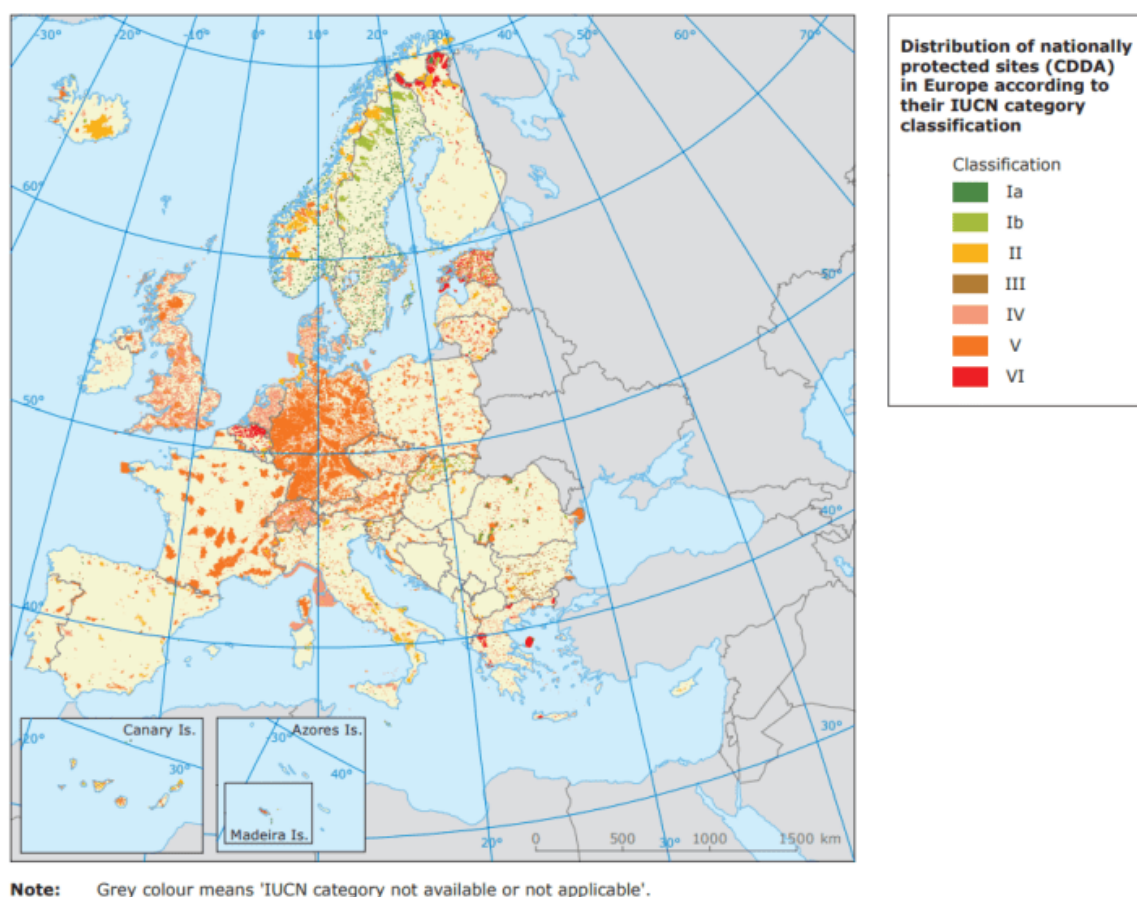 -30° -20° -10° 0° 10° 20° 30° 40° 50° 60° 70°
60°
50°
40°
50°
40°
30°
20°
30°
Canary Is.
20°
30°
Azores Is.
-30°
40°
Madeira Is.
0 500 1000 1500 km
Distribution of nationally
protected sites (CDDA)
in Europe according to
their IUCN category
classification
Classification
Ia
Ib
II
III
IV
V
VI
Note: Grey colour means 'IUCN category not available or not applicable'.